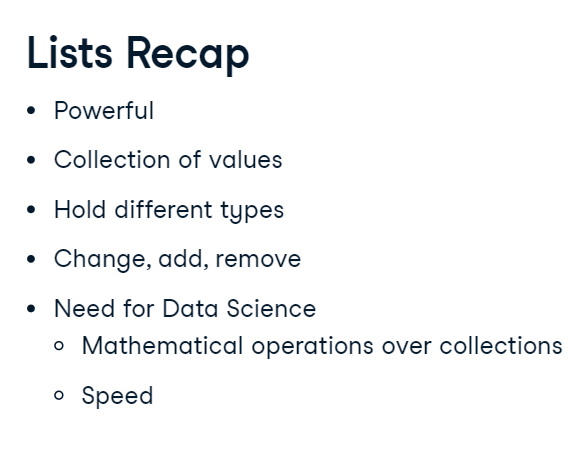 Lists Recap
• Powerful
• Collection of values
• Hold different types
• Change, add, remove
• Need for Data Science
◦ Mathematical operations over collections
◦ Speed